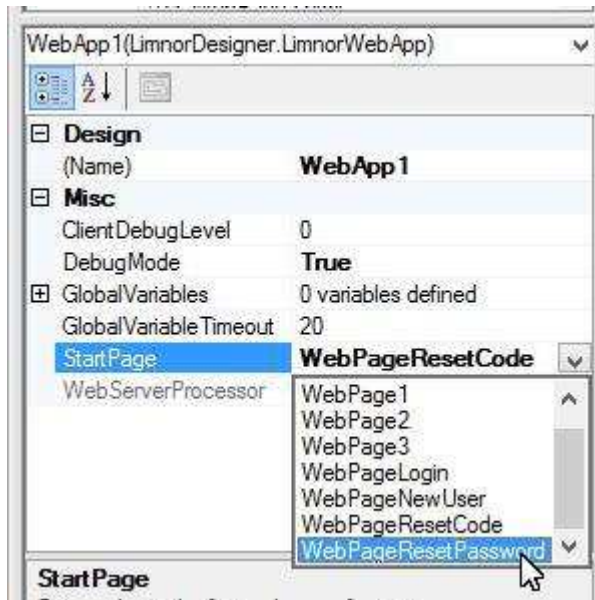 WebApp1(LimnorDesigner.LimnorWebApp)
A
Z
Design
(Name) WebApp1
Misc
ClientDebugLevel 0
DebugMode True
GlobalVariables 0 variables defined
GlobalVariableTimeout 20
StartPage WebPageResetCode
WebServerProcessor
WebPage1
WebPage2
WebPage3
WebPageLogin
WebPageNewUser
WebPageResetCode
WebPageResetPassword
StartPage